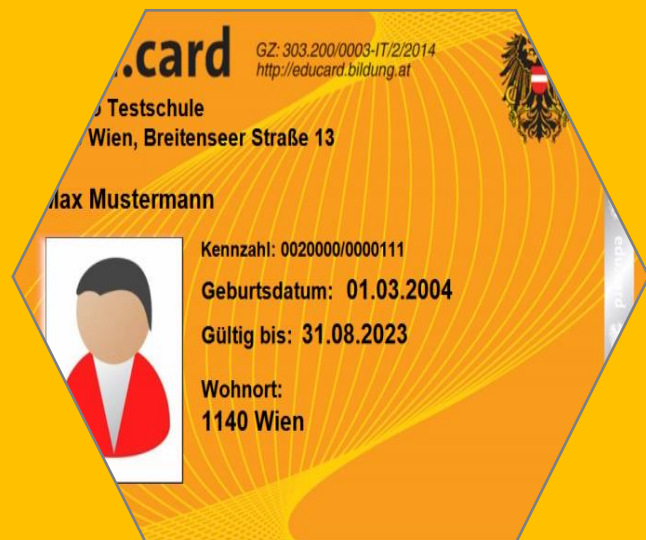 .card
GZ: 303.200/0003-IT/2/2014
http://educard.bildung.at
Testschule
Wien, Breitenseer Straße 13
Max Mustermann
Kennzahl: 0020000/0000111
Geburtsdatum: 01.03.2004
Gültig bis: 31.08.2023
Wohnort:
1140 Wien